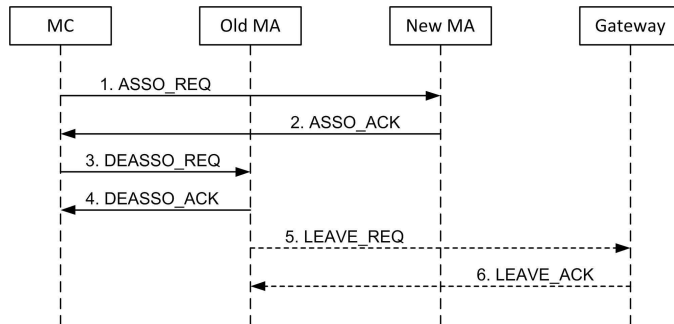 MC Old MA New MA Gateway
1. ASSO_REQ
2. ASSO_ACK
3. DEASSO_REQ
4. DEASSO_ACK
5. LEAVE_REQ
6. LEAVE_ACK